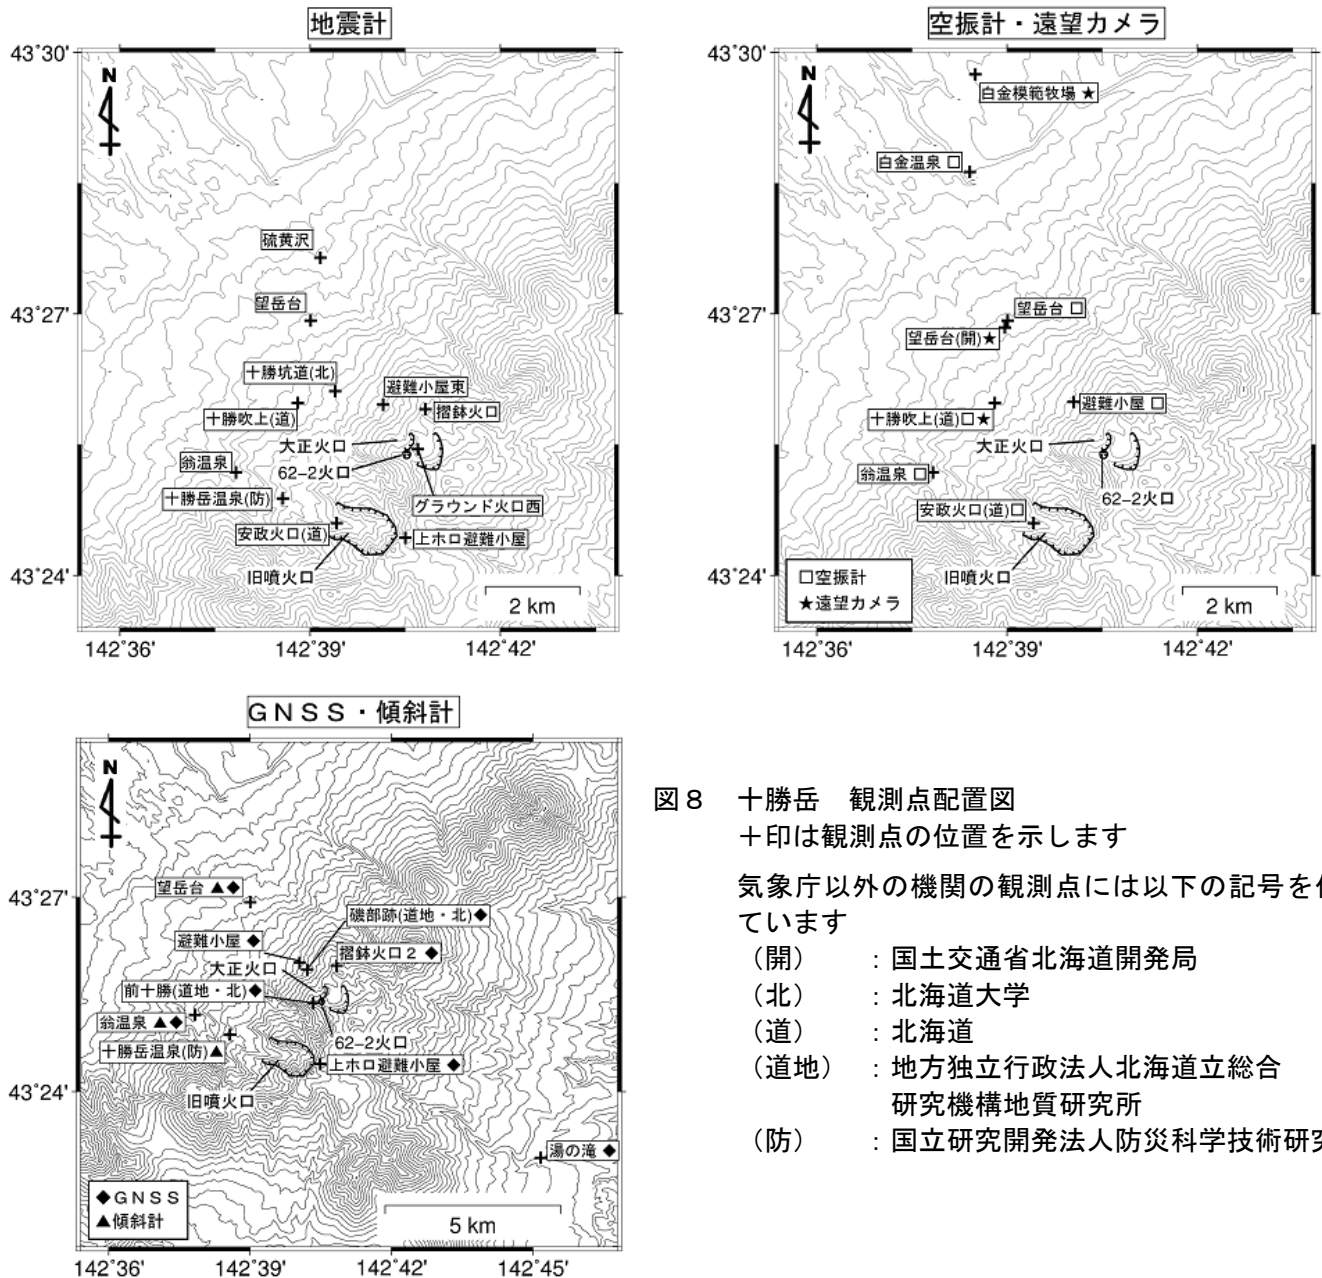 地震計
43°30'
N
硫黄沢
望岳台
43°27'
十勝坑道(北)
避難小屋東
摺鉢火口
十勝吹上(道)
大正火口
翁温泉
62-2火口
十勝岳温泉(防)
グラウンド火口西
安政火口(道)
上ホロ避難小屋
旧噴火口
43°24'
2 km
142°36'
142°39'
142°42'
空振計・遠望カメラ
43°30'
N
白金模範牧場 ★
白金温泉 □
43°27'
望岳台 □
望岳台(開)★
避難小屋 □
十勝吹上(道)□★
大正火口
翁温泉 □
62-2火口
安政火口(道)□
旧噴火口
43°24'
□空振計
★遠望カメラ
2 km
142°36'
142°39'
142°42'
GNSS・傾斜計
N
43°27'
望岳台 ▲◆
磯部跡(道地・北)◆
避難小屋 ◆
摺鉢火口2 ◆
大正火口
前十勝(道地・北)◆
翁温泉 ▲◆
62-2火口
十勝岳温泉(防)▲
上ホロ避難小屋 ◆
43°24'
旧噴火口
湯の滝 ◆
◆GNSS
▲傾斜計
5 km
142°36'
142°39'
142°42'
142°45'
図8 十勝岳 観測点配置図
＋印は観測点の位置を示します
気象庁以外の機関の観測点には以下の記号を
ています
（開） ：国土交通省北海道開発局
（北） ：北海道大学
（道） ：北海道
（道地） ：地方独立行政法人北海道立総合
研究機構地質研究所
（防） ：国立研究開発法人防災科学技術研